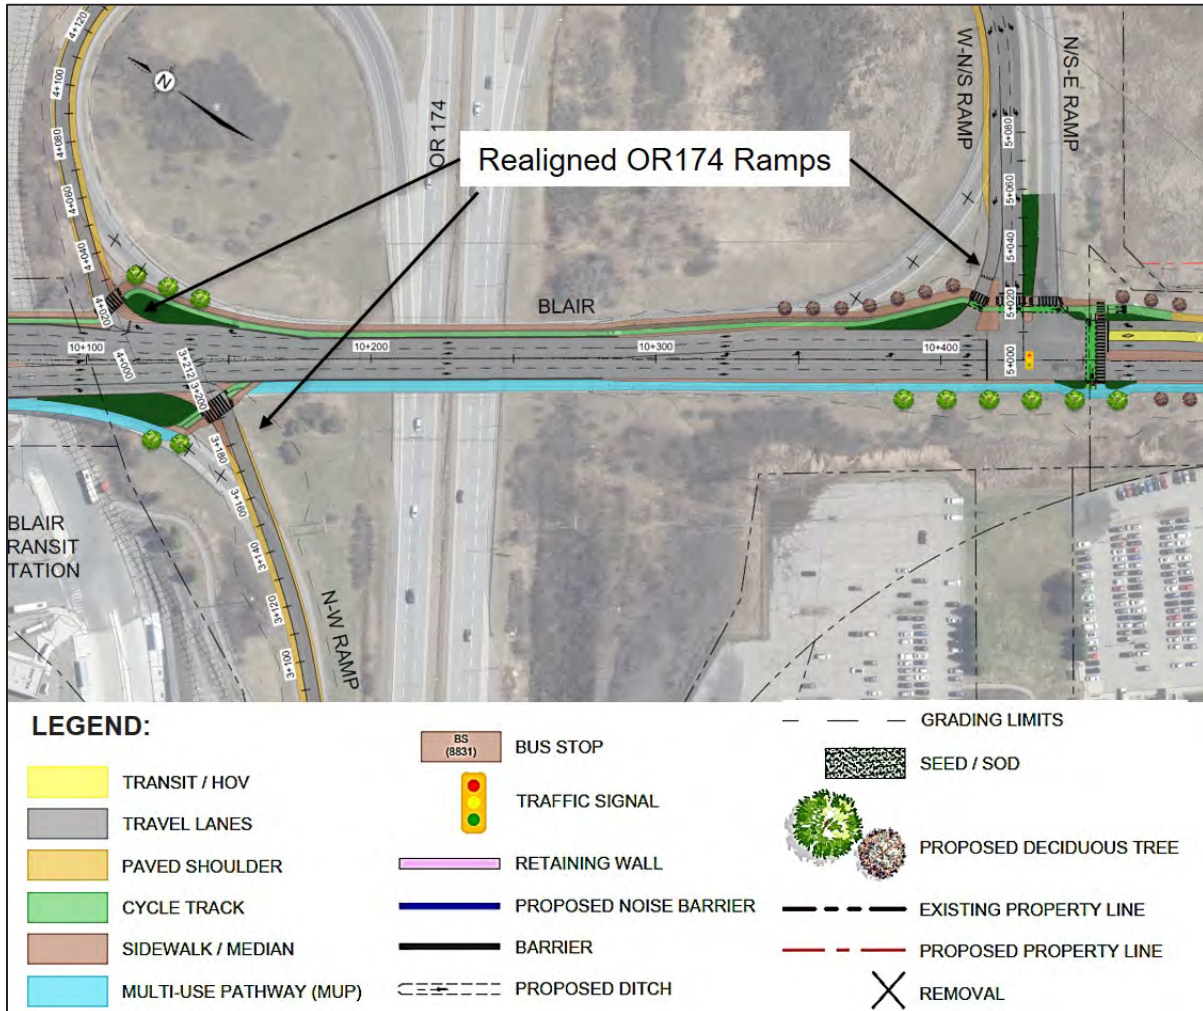 4+120
4+100
4+080
4+060
4+040
4+020
4+000
N
OR 174
Realigned OR174 Ramps
W-N/S RAMP
N/S-E RAMP
5+080
5+060
5+040
5+020
5+000
BLAIR
10+100
10+200
10+300
10+400
3+212
3+200
3+180
3+160
3+140
3+120
3+100
N-W RAMP
BLAIR
RANSIT
TATION
LEGEND:
TRANSIT / HOV
TRAVEL LANES
PAVED SHOULDER
CYCLE TRACK
SIDEWALK / MEDIAN
MULTI-USE PATHWAY (MUP)
BS
(8831)
BUS STOP
TRAFFIC SIGNAL
RETAINING WALL
PROPOSED NOISE BARRIER
BARRIER
PROPOSED DITCH
GRADING LIMITS
SEED / SOD
PROPOSED DECIDUOUS TREE
EXISTING PROPERTY LINE
PROPOSED PROPERTY LINE
REMOVAL